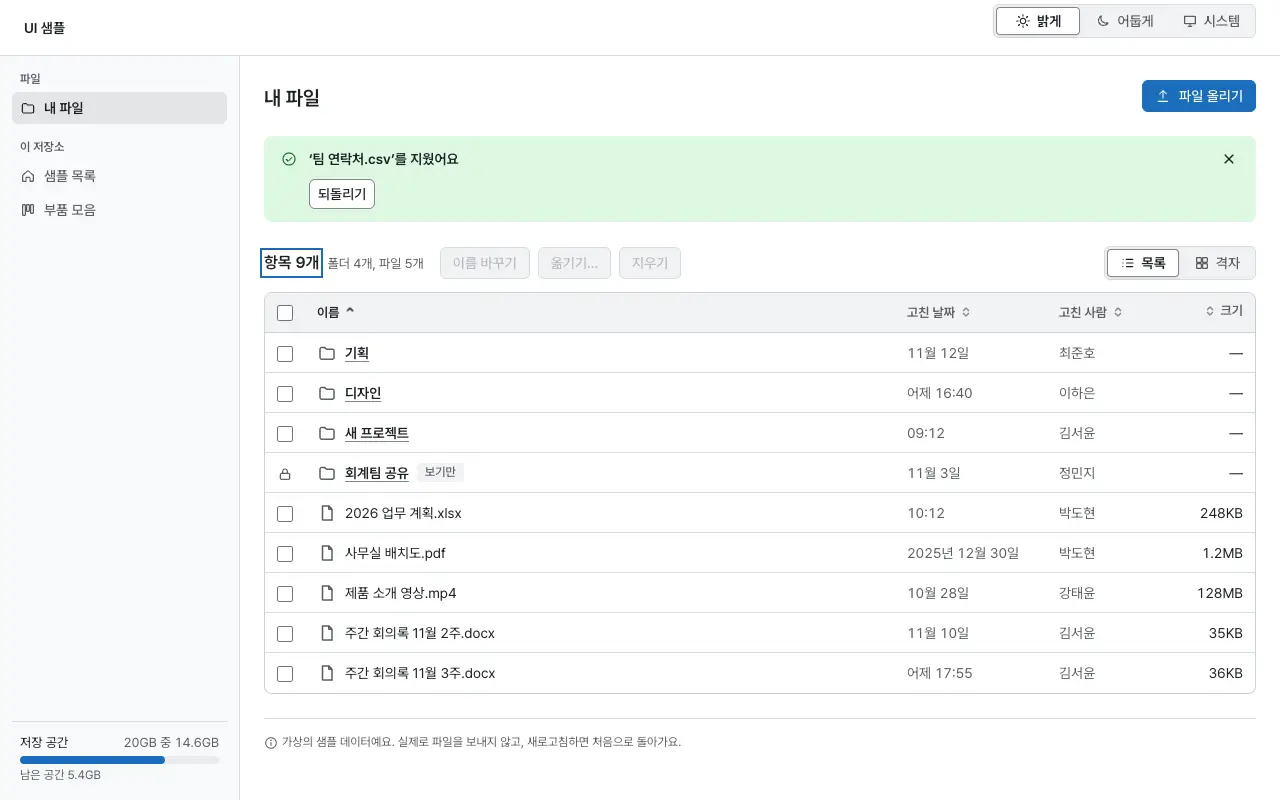 UI 샘플
밝게 어둡게 시스템
파일
내 파일
이 저장소
샘플 목록
부품 모음
저장 공간 20GB 중 14.6GB
남은 공간 5.4GB
내 파일 파일 올리기
‘팀 연락처.csv’를 지웠어요
되돌리기
항목 9개 폴더 4개, 파일 5개 이름 바꾸기 옮기기... 지우기 목록 격자
이름 고친 날짜 고친 사람 크기
기획 11월 12일 최준호 —
디자인 어제 16:40 이하은 —
새 프로젝트 09:12 김서윤 —
회계팀 공유 보기만 11월 3일 정민지 —
2026 업무 계획.xlsx 10:12 박도현 248KB
사무실 배치도.pdf 2025년 12월 30일 박도현 1.2MB
제품 소개 영상.mp4 10월 28일 강태윤 128MB
주간 회의록 11월 2주.docx 11월 10일 김서윤 35KB
주간 회의록 11월 3주.docx 어제 17:55 김서윤 36KB
가상의 샘플 데이터예요. 실제로 파일을 보내지 않고, 새로고침하면 처음으로 돌아가요.